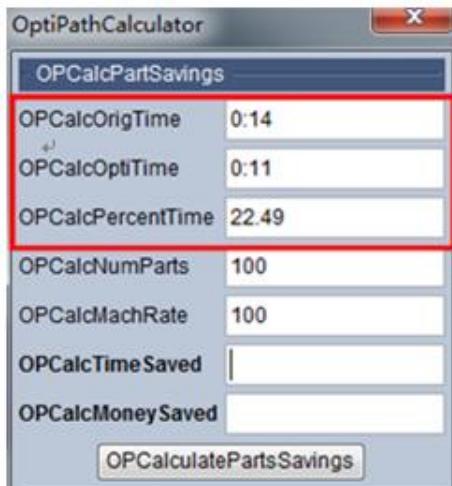 OptiPathCalculator
OPCalcPartSavings
OPCalcOrigTime 0:14
OPCalcOptiTime 0:11
OPCalcPercentTime 22.49
OPCalcNumParts 100
OPCalcMachRate 100
OPCalcTimeSaved
OPCalcMoneySaved
OPCalculatePartsSavings